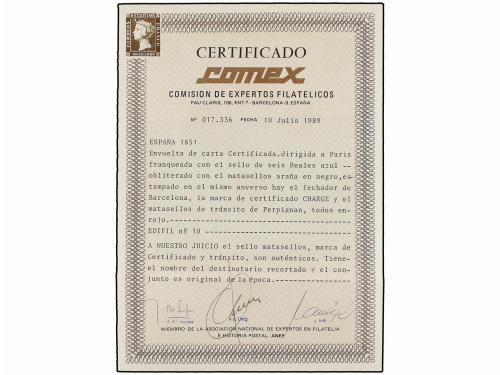 CERTIFICADO
comex
COMISION DE EXPERTOS FILATELICOS
PAU CLARIS, 106, ENT.º - BARCELONA-9. ESPAÑA
Nº 017.336 FECHA 10 Julio 1989
ESPAÑA 1851
Envuelta de carta Certificada.dirigida a Paris
franqueada con el sello de seis Reales azul --
obliterado con el matasellos araña en negro,es-
tampado en el mismo anverso hay el fechador de
Barcelona, la marca de certificado CHARGE y el
matasellos de tránsito de Perpignan, todos en-
rojo.
EDIFIL nº 10
A NUESTRO JUICIO el sello matasellos, marca de
Certificado y tránsito, son auténticos. Tiene-
el nombre del destinatario recortado y el con-
junto es original de la época.
MIEMBRO DE LA ASOCIACION NACIONAL DE EXPERTOS EN FILATELIA
E HISTORIA POSTAL ANEF